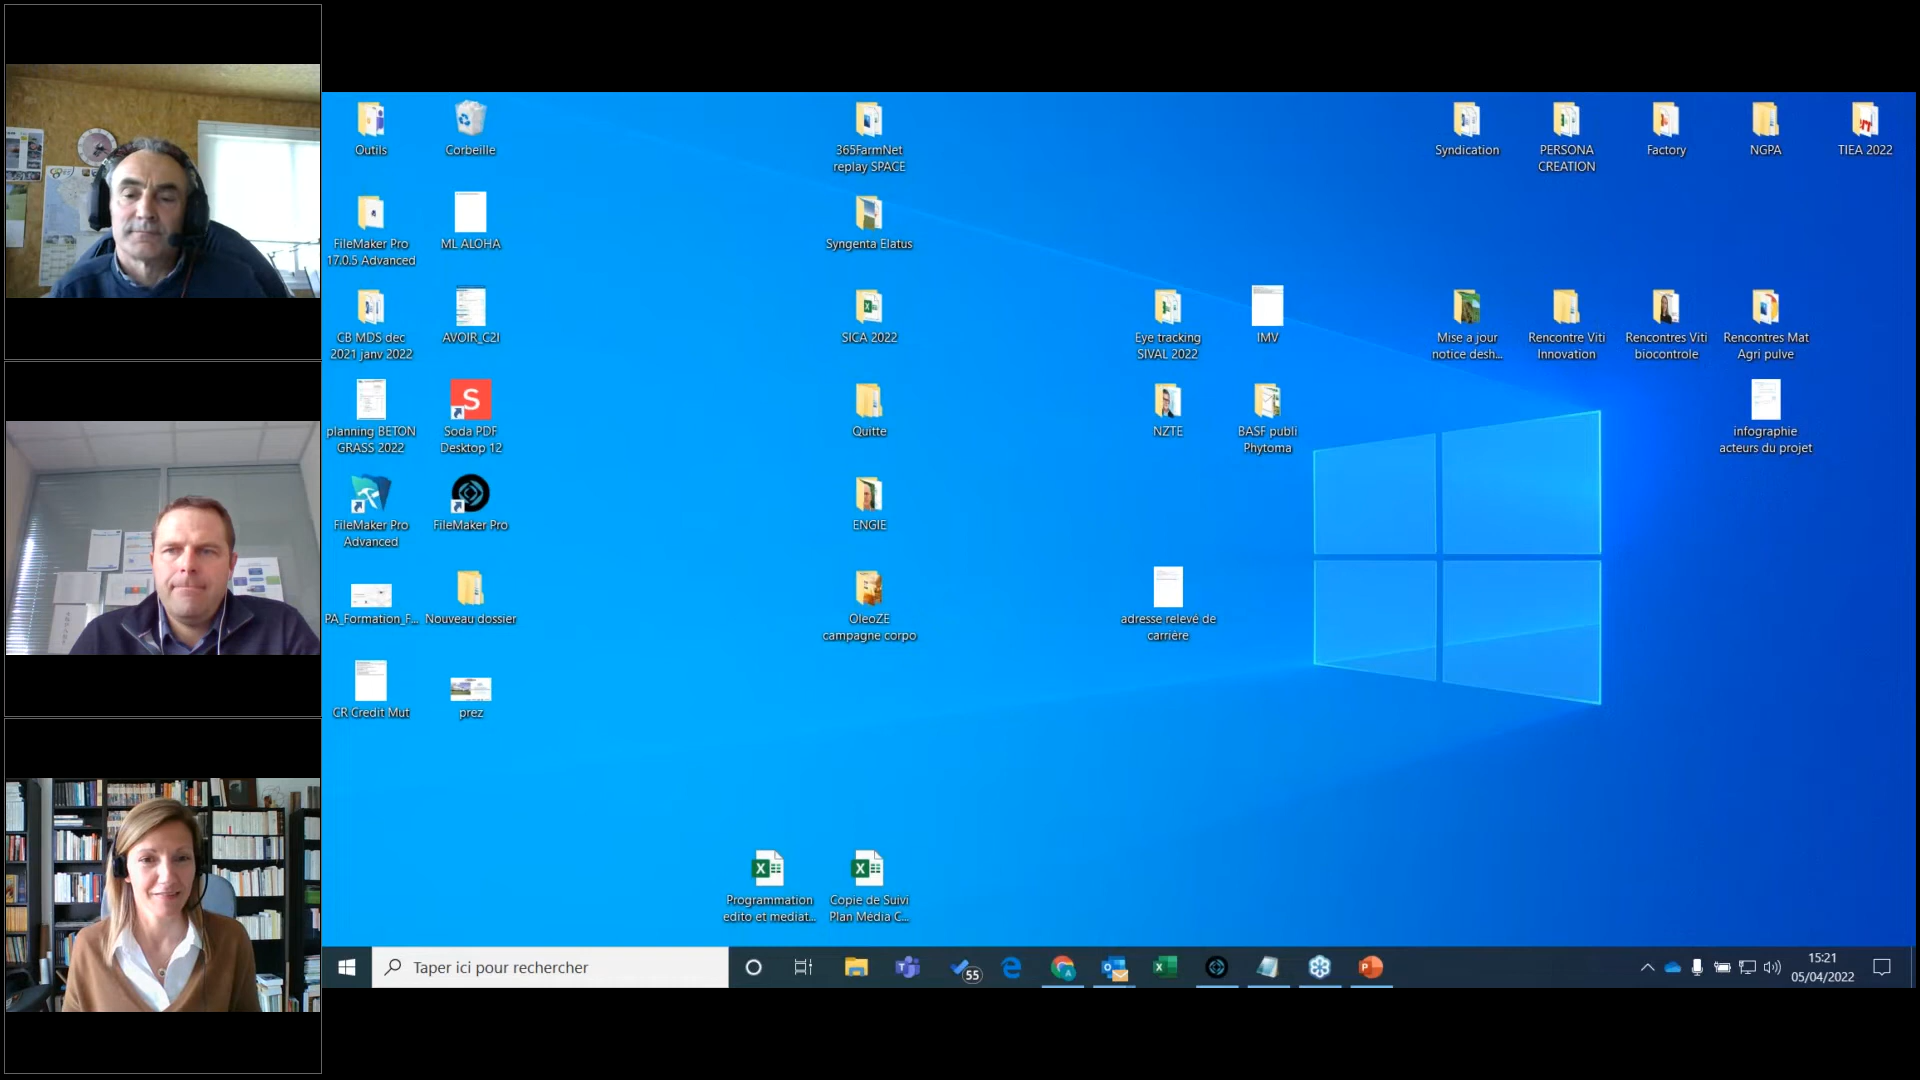 Outils
Corbeille
365FarmNet
replay SPACE
Syndication
PERSONA
CREATION
Factory
NGPA
TIEA 2022
FileMaker Pro
17.0.5 Advanced
ML ALOHA
Syngenta Elatus
CB MDS dec
2021 janv 2022
AVOIR_C2I
SICA 2022
Eye tracking
SIVAL 2022
IMV
Mise a jour
notice desh...
Rencontre Viti
Innovation
Rencontres Viti
biocontrole
Rencontres Mat
Agri pulve
planning BETON
GRASS 2022
Soda PDF
Desktop 12
Quitte
NZTE
BASF publi
Phytoma
infographie
acteurs du projet
FileMaker Pro
Advanced
FileMaker Pro
ENGIE
PA_Formation_F...
Nouveau dossier
OleoZE
campagne corpo
adresse relevé de
carrière
CR Credit Mut
prez
Programmation
edito et mediat...
Copie de Suivi
Plan Média C...
Taper ici pour rechercher
55
15:21
05/04/2022